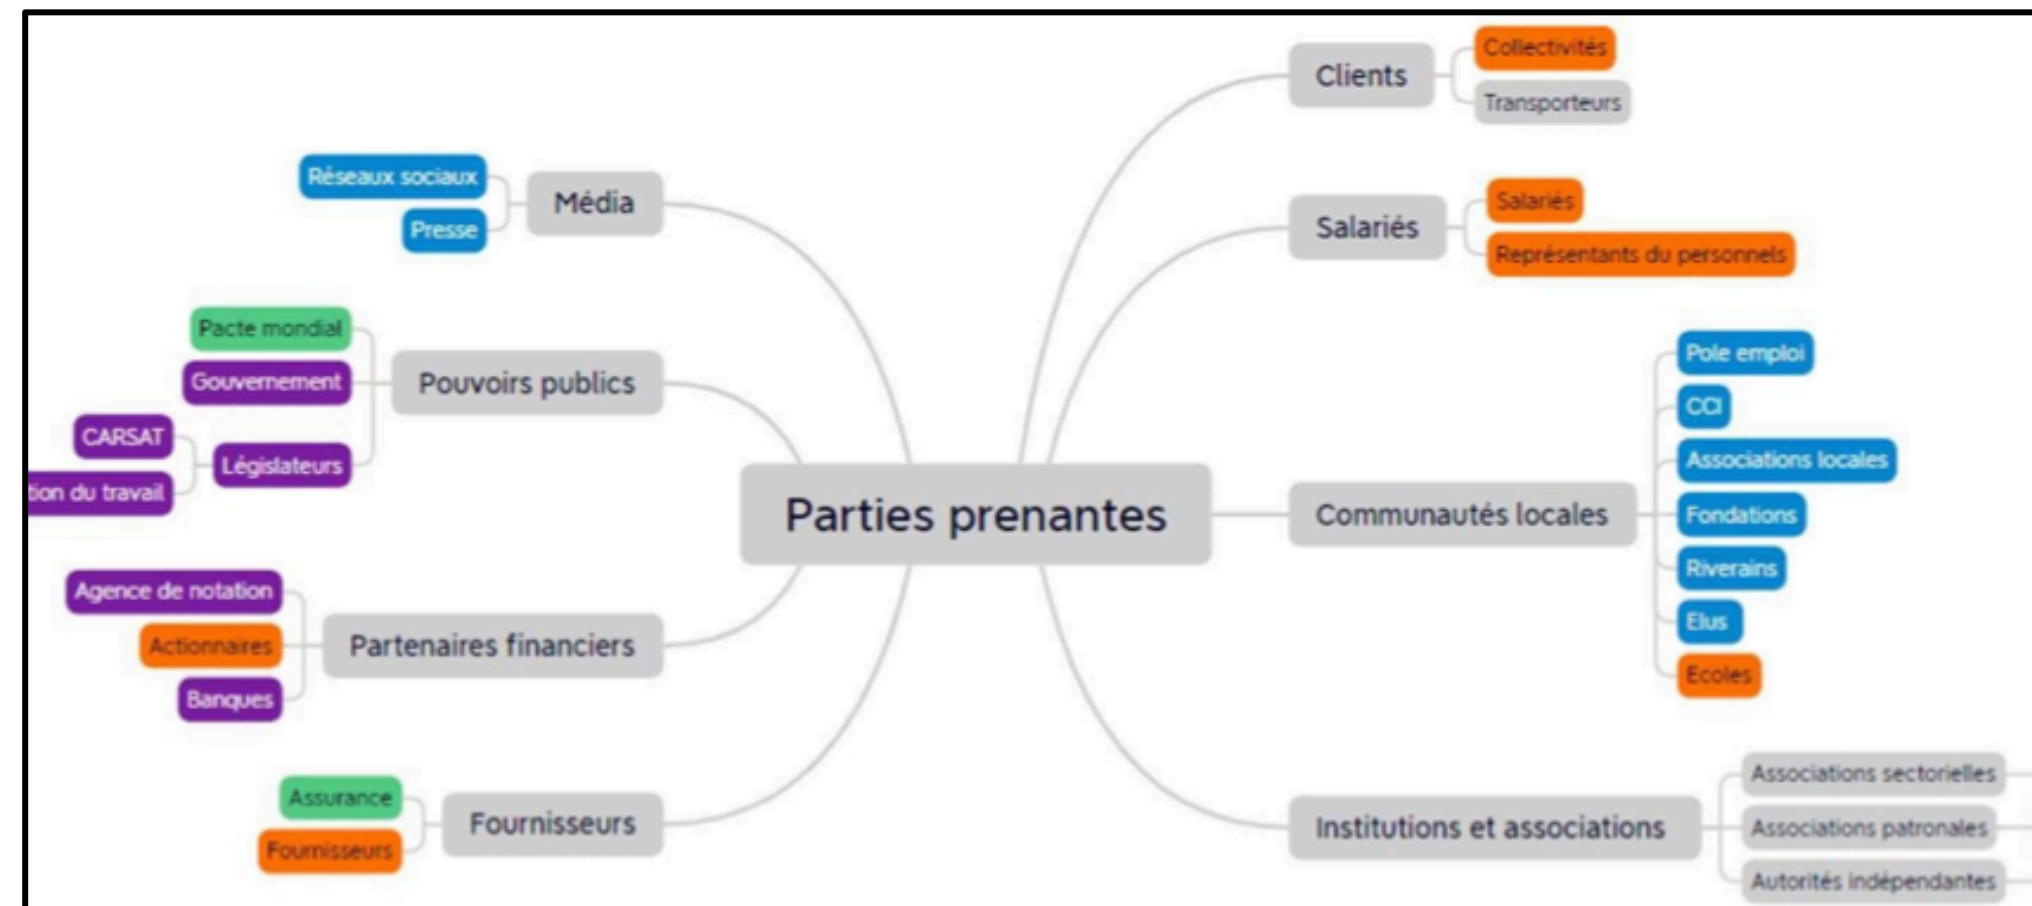 Parties prenantes
Clients
Collectivités
Transporteurs
Salariés
Salariés
Représentants du personnels
Communautés locales
Pole emploi
CCI
Associations locales
Fondations
Riverains
Elus
Ecoles
Institutions et associations
Associations sectorielles
Associations patronales
Autorités indépendantes
Média
Réseaux sociaux
Presse
Pouvoirs publics
Pacte mondial
Gouvernement
Législateurs
CARSAT
tion du travail
Partenaires financiers
Agence de notation
Actionnaires
Banques
Fournisseurs
Assurance
Fournisseurs